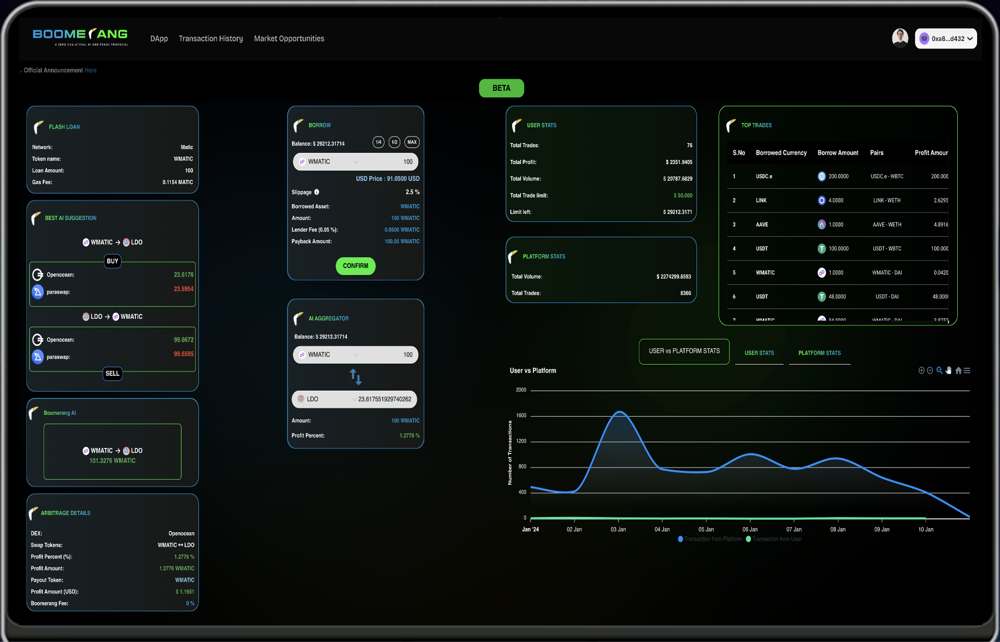 BOOMERANG
A ZERO COLLATERAL AI ARBITRAGE PROTOCOL
DApp Transaction History Market Opportunities
0xa8...d432
Official Announcement Here
BETA
FLASH LOAN
Network: Matic
Token name: WMATIC
Loan Amount: 100
Gas Fee: 0.1154 MATIC
BEST AI SUGGESTION
WMATIC → LDO
BUY
Openocean: 23.6176
paraswap: 23.5954
LDO → WMATIC
Openocean: 99.6672
paraswap: 99.6595
SELL
Boomerang AI
WMATIC → LDO
101.3276 WMATIC
ARBITRAGE DETAILS
DEX: Openocean
Swap Tokens: WMATIC ↔ LDO
Profit Percent (%): 1.2776 %
Profit Amount: 1.2776 WMATIC
Payout Token: WMATIC
Profit Amount (USD): $ 1.1651
Boomerang Fee: 0 %
BORROW
Balance: $ 29212.31714 1/4 1/2 MAX
WMATIC 100
USD Price : 91.0500 USD
Slippage 2.5 %
Borrowed Asset: WMATIC
Amount: 100 WMATIC
Lender Fee (0.05 %): 0.0500 WMATIC
Payback Amount: 100.05 WMATIC
CONFIRM
AI AGGREGATOR
Balance: $ 29212.31714
WMATIC 100
LDO 23.617551929740262
Amount: 100 WMATIC
Profit Percent: 1.2776 %
USER STATS
Total Trades: 76
Total Profit: $ 2351.9405
Total Volume: $ 20787.6829
Total Trade limit: $ 50,000
Limit left: $ 29212.3171
PLATFORM STATS
Total Volume: $ 2274299.8593
Total Trades: 8366
TOP TRADES
S.No Borrowed Currency Borrow Amount Pairs Profit Amour
1 USDC.e 200.0000 USDC.e - WBTC 200.000
2 LINK 4.0000 LINK - WETH 2.6295
3 AAVE 1.0000 AAVE - WETH 4.8916
4 USDT 100.0000 USDT - WBTC 100.000
5 WMATIC 1.0000 WMATIC - DAI 0.0420
6 USDT 48.0000 USDT - DAI 48.000
7 WMATIC 94.0000 WMATIC - DAI
USER vs PLATFORM STATS USER STATS PLATFORM STATS
User vs Platform
Number of Transactions
2000
1600
1200
800
400
0
Jan '24 02 Jan 03 Jan 04 Jan 05 Jan 06 Jan 07 Jan 08 Jan 09 Jan 10 Jan
Transaction from Platform Transaction from User